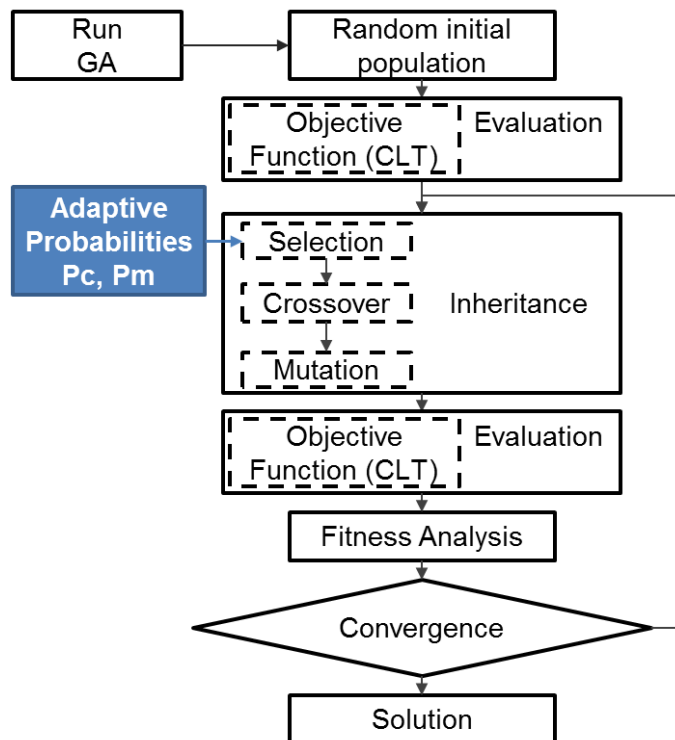 Run
GA
Random initial
population
Objective
Function (CLT)
Evaluation
Adaptive
Probabilities
Pc, Pm
Selection
Crossover
Mutation
Inheritance
Objective
Function (CLT)
Evaluation
Fitness Analysis
Convergence
Solution